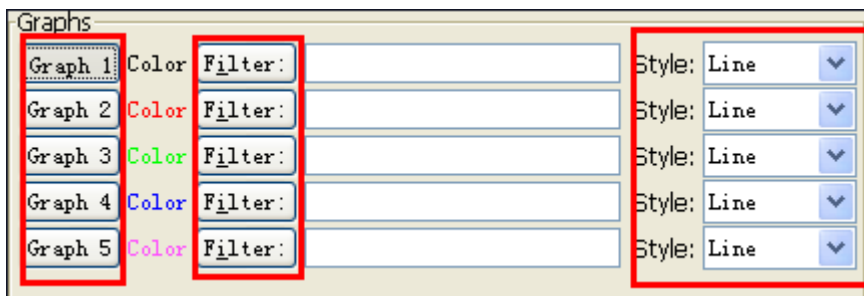 Graphs
Graph 1 Color Filter: Style: Line
Graph 2 Color Filter: Style: Line
Graph 3 Color Filter: Style: Line
Graph 4 Color Filter: Style: Line
Graph 5 Color Filter: Style: Line